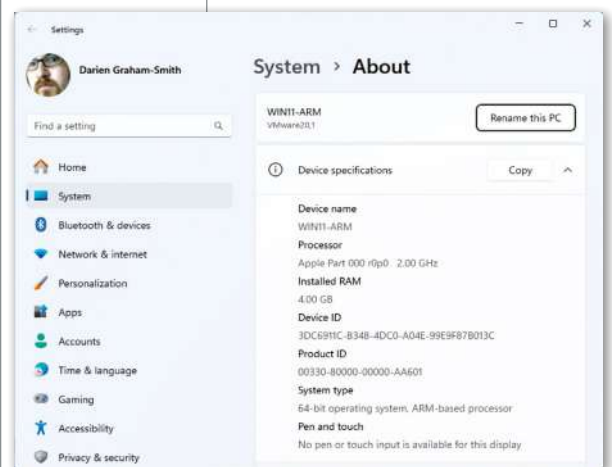 Settings
Darien Graham-Smith
Find a setting
Home
System
Bluetooth & devices
Network & internet
Personalization
Apps
Accounts
Time & language
Gaming
Accessibility
Privacy & security
System > About
WIN11-ARM
VMware20,1
Rename this PC
Device specifications
Copy
Device name
WIN11-ARM
Processor
Apple Part 000 r0p0 2.00 GHz
Installed RAM
4.00 GB
Device ID
3DC6911C-B348-4DC0-A04E-99E9F87B013C
Product ID
00330-80000-00000-AA601
System type
64-bit operating system, ARM-based processor
Pen and touch
No pen or touch input is available for this display